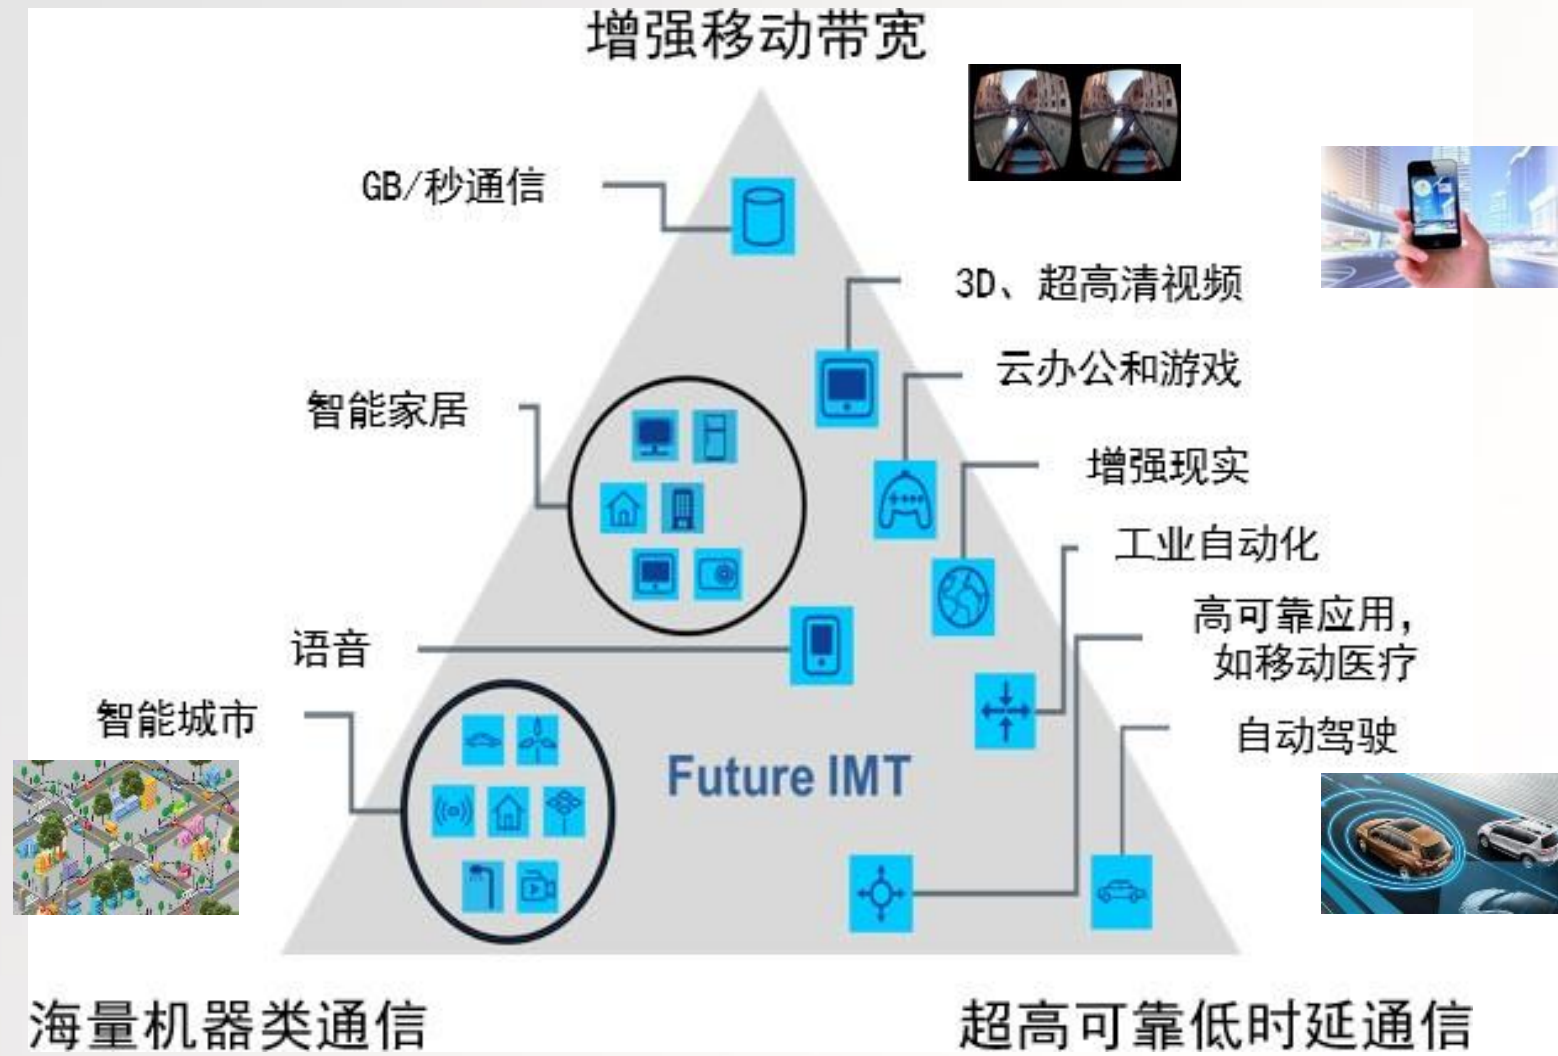 增强移动带宽
GB/秒通信
3D、超高清视频
云办公和游戏
智能家居
增强现实
工业自动化
高可靠应用，
如移动医疗
语音
智能城市
自动驾驶
Future IMT
海量机器类通信
超高可靠低时延通信